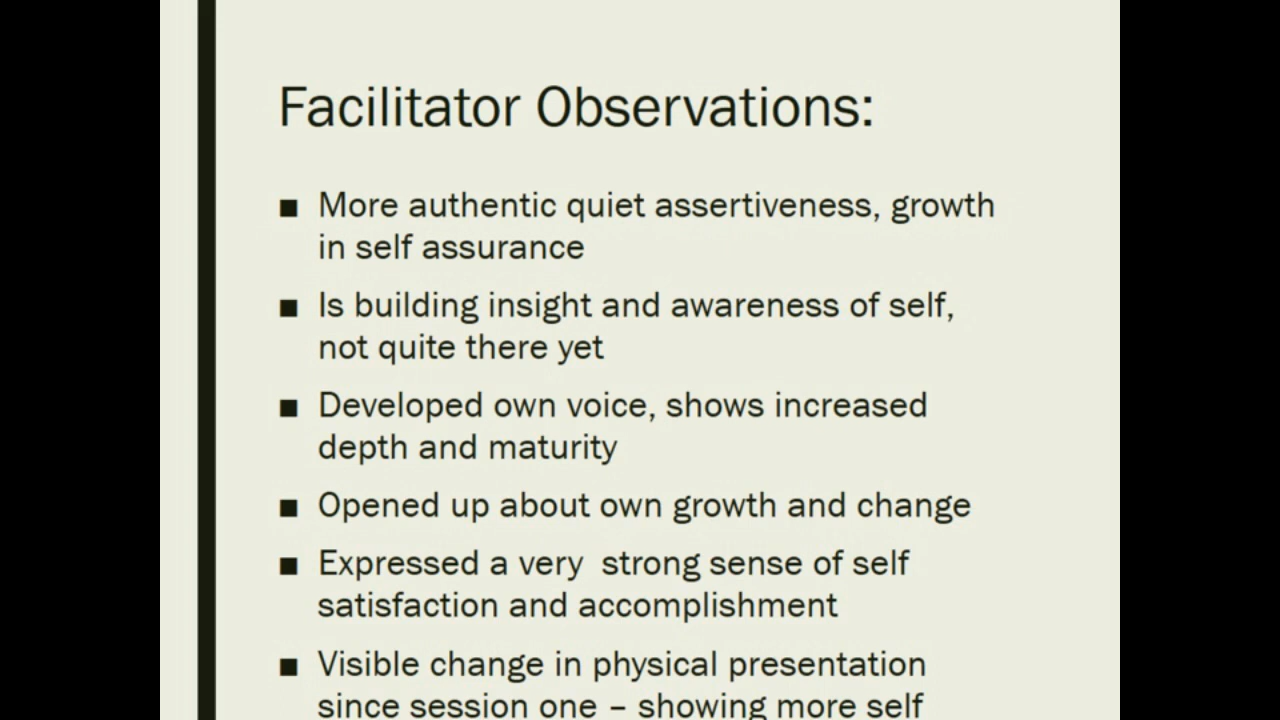 Facilitator Observations:
■ More authentic quiet assertiveness, growth
in self assurance
■ Is building insight and awareness of self,
not quite there yet
■ Developed own voice, shows increased
depth and maturity
■ Opened up about own growth and change
■ Expressed a very  strong sense of self
satisfaction and accomplishment
■ Visible change in physical presentation
since session one – showing more self